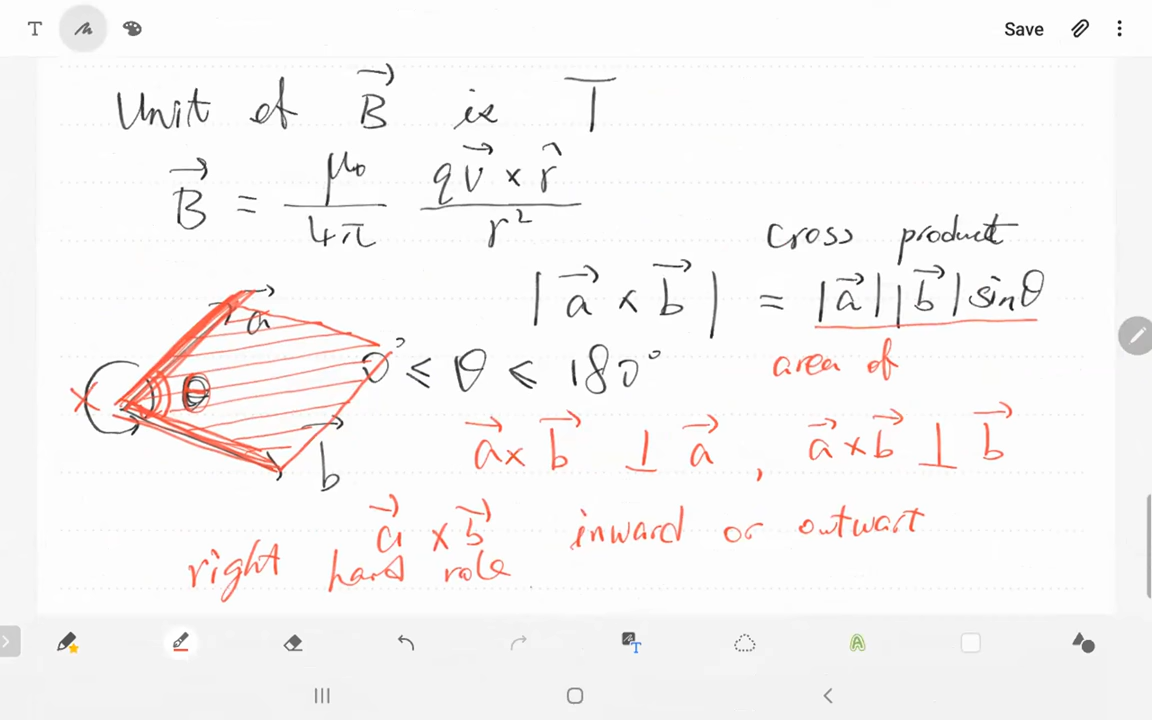 T
Save
Unit of B⃗ is T
B⃗ = μ₀/4π qv⃗ × r̂/r²
cross product
|a⃗ × b⃗| = |a⃗||b⃗| sinθ
a⃗
θ
0° ≤ θ ≤ 180°
area of
X
b⃗
a⃗ × b⃗ ⊥ a⃗ , a⃗ × b⃗ ⊥ b⃗
a⃗ × b⃗ inward or outwart
right hand role
T
A